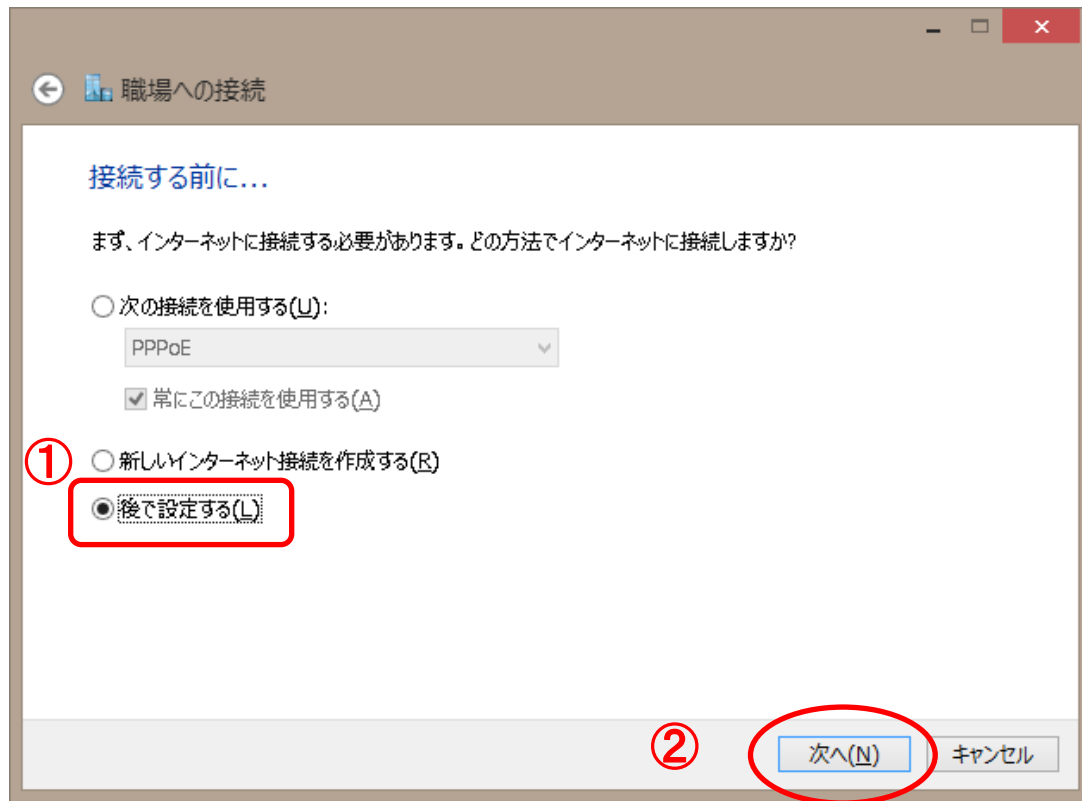 職場への接続
接続する前に...
まず、インターネットに接続する必要があります。どの方法でインターネットに接続しますか?
次の接続を使用する(U):
PPPoE
常にこの接続を使用する(A)
① 新しいインターネット接続を作成する(R)
後で設定する(L)
② 次へ(N) キャンセル